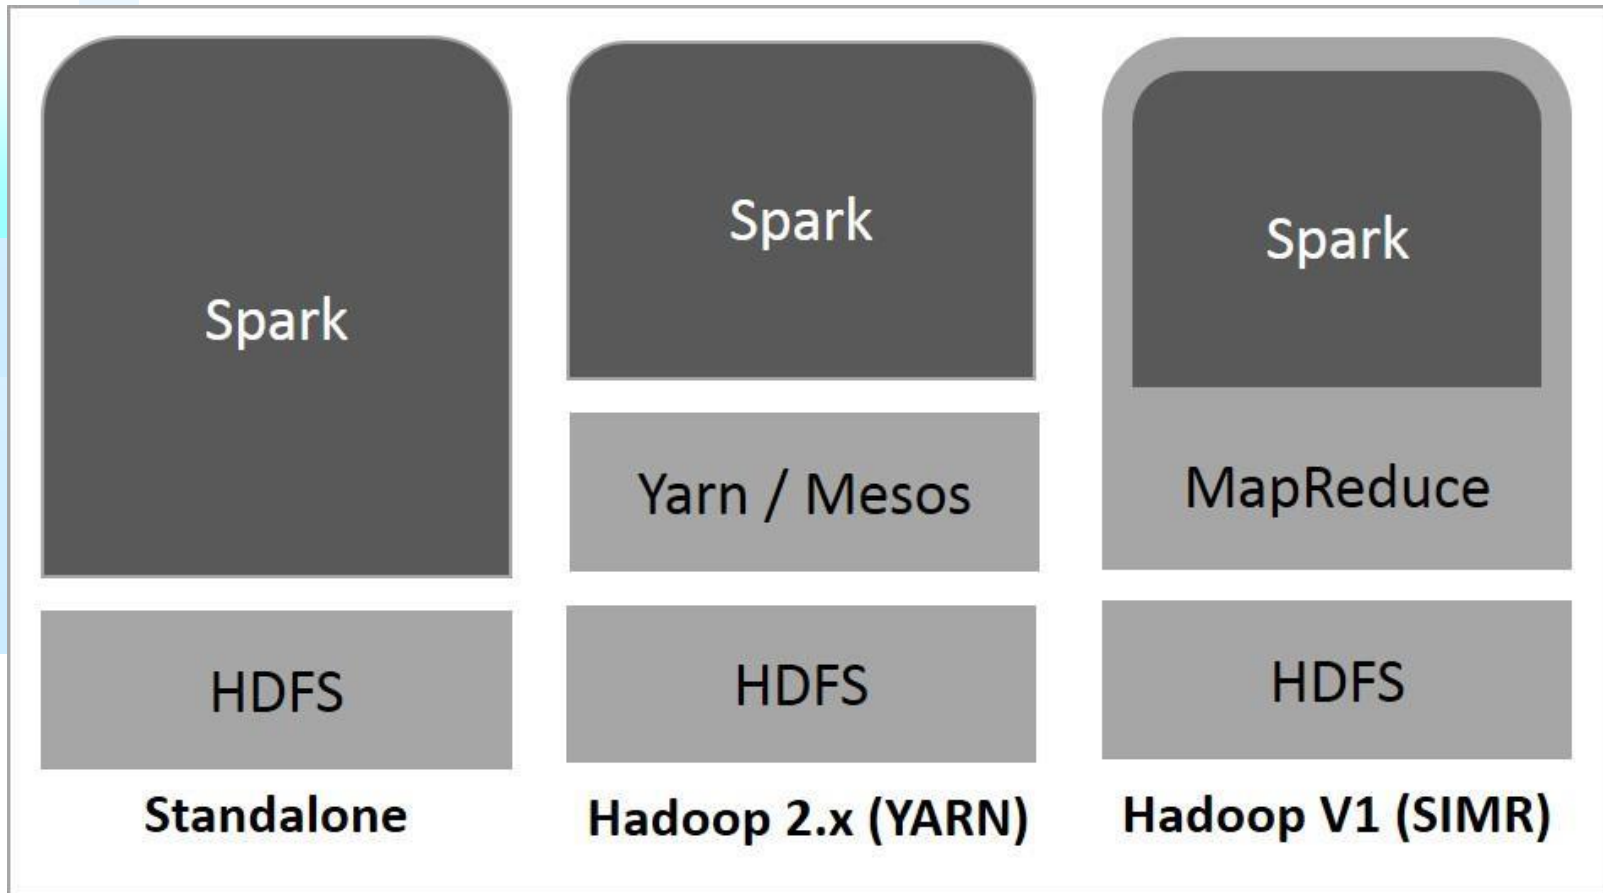 Spark
HDFS
Standalone
Spark
Yarn / Mesos
HDFS
Hadoop 2.x (YARN)
Spark
MapReduce
HDFS
Hadoop V1 (SIMR)